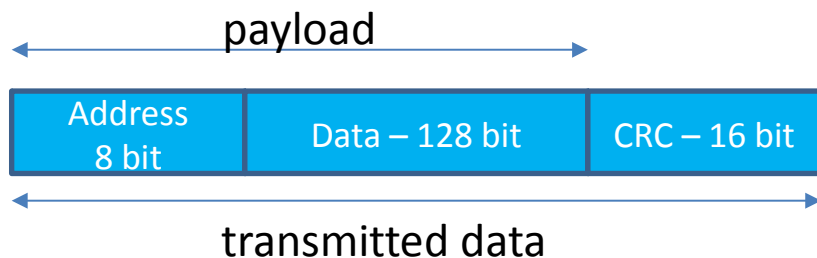 payload
Address
8 bit
Data – 128 bit
CRC – 16 bit
transmitted data